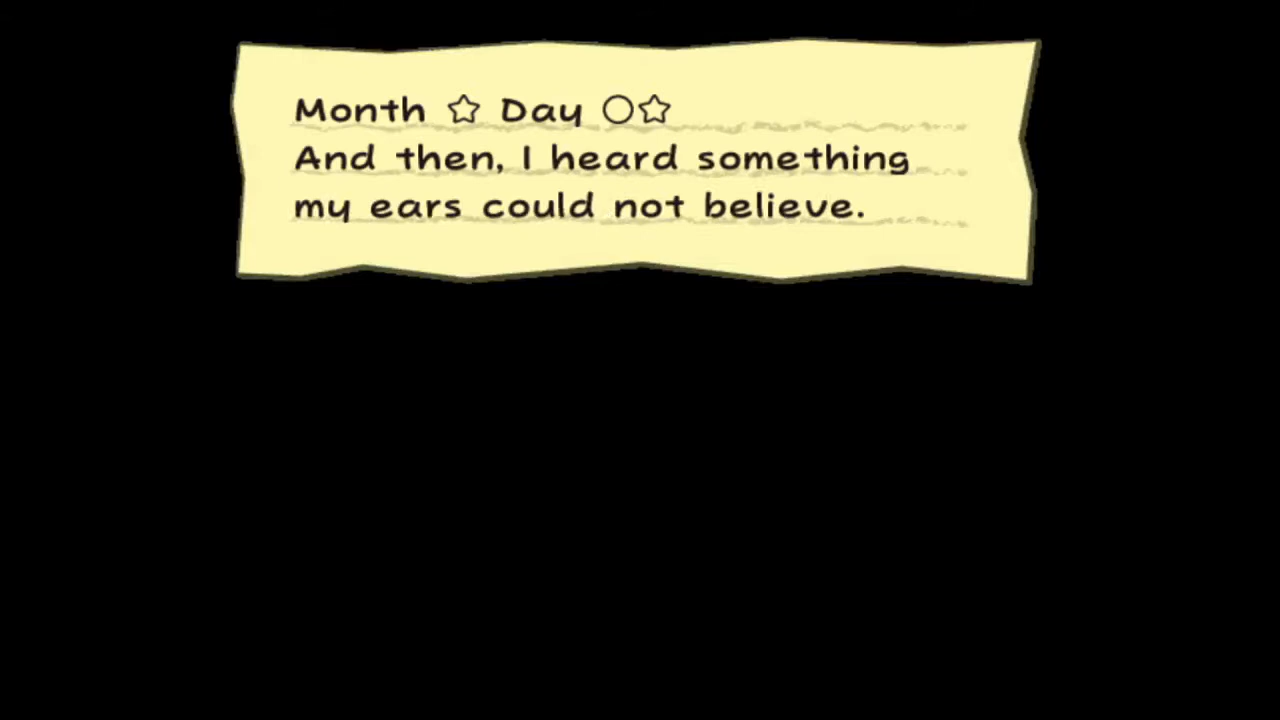 Month ☆ Day ○☆
And then, I heard something
my ears could not believe.